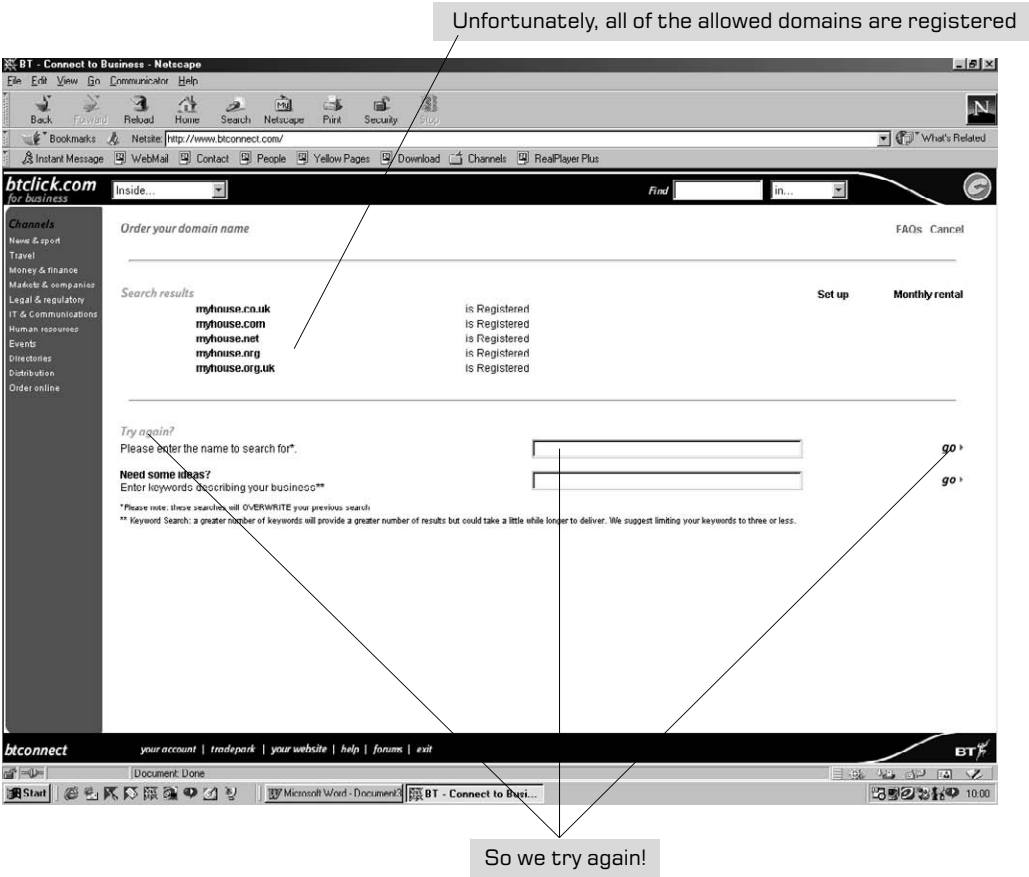 Unfortunately, all of the allowed domains are registered
BT - Connect to Business - Netscape
File Edit View Go Communicator Help
Back Forward Reload Home Search Netscape Print Security Stop
Bookmarks Netsite: http://www.btconnect.com/ What's Related
Instant Message WebMail Contact People Yellow Pages Download Channels RealPlayer Plus
btclick.com
for business
Inside... Find in...
Channels
News & sport
Travel
Money & finance
Markets & companies
Legal & regulatory
IT & Communications
Human resources
Events
Directories
Distribution
Order online
Order your domain name FAQs Cancel
Search results Set up Monthly rental
myhouse.co.uk is Registered
myhouse.com is Registered
myhouse.net is Registered
myhouse.org is Registered
myhouse.org.uk is Registered
Try again?
Please enter the name to search for*. go
Need some ideas?
Enter keywords describing your business** go
*Please note: these searches will OVERWRITE your previous search
** Keyword Search: a greater number of keywords will provide a greater number of results but could take a little while longer to deliver. We suggest limiting your keywords to three or less.
btconnect your account | tradepark | your website | help | forums | exit BT
Document: Done
Start Microsoft Word - Document3 BT - Connect to Busi... 10:00
So we try again!